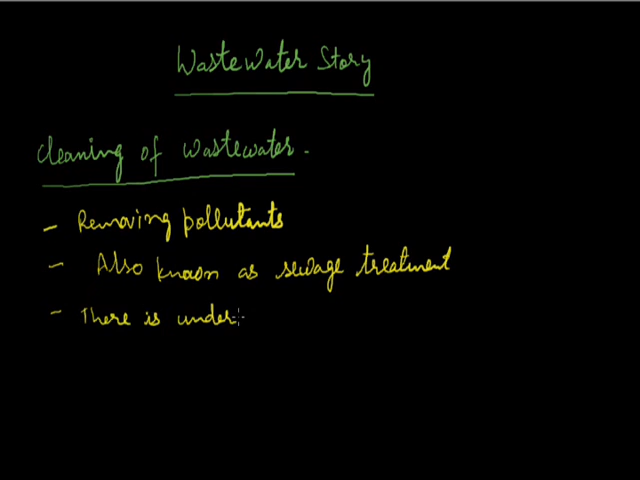 WasteWater Story
Cleaning of wastewater.
- Removing pollutants
- Also known as sewage treatment
- There is under